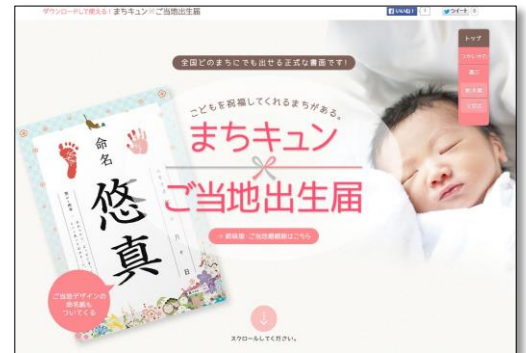 ダウンロードして使える! まちキュン ご当地出生届
いいね!
ツイート 0
トップ
全国どのまちにでも出せる正式な書面です!
こどもを祝福してくれるまちがある。
まちキュン
ご当地出生届
命名
悠真
ご当地デザインの
命名紙も
ついてくる
スクロールしてください。